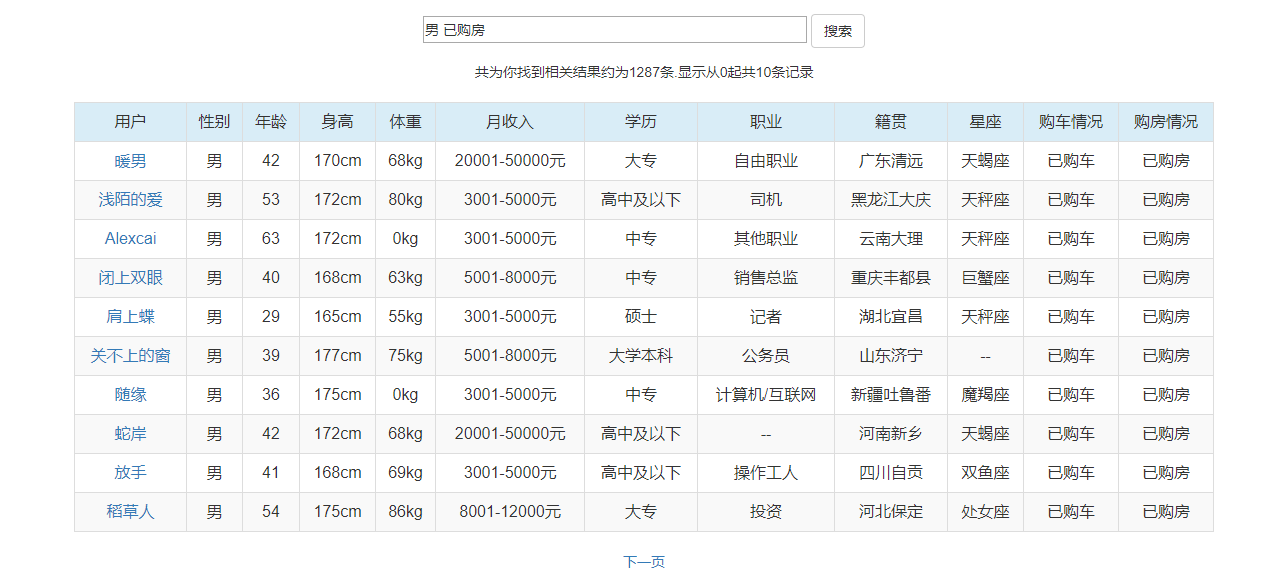 男 已购房 搜索
共为你找到相关结果约为1287条.显示从0起共10条记录
用户 性别 年龄 身高 体重 月收入 学历 职业 籍贯 星座 购车情况 购房情况
暖男 男 42 170cm 68kg 20001-50000元 大专 自由职业 广东清远 天蝎座 已购车 已购房
浅陌的爱 男 53 172cm 80kg 3001-5000元 高中及以下 司机 黑龙江大庆 天秤座 已购车 已购房
Alexcai 男 63 172cm 0kg 3001-5000元 中专 其他职业 云南大理 天秤座 已购车 已购房
闭上双眼 男 40 168cm 63kg 5001-8000元 中专 销售总监 重庆丰都县 巨蟹座 已购车 已购房
肩上蝶 男 29 165cm 55kg 3001-5000元 硕士 记者 湖北宜昌 天秤座 已购车 已购房
关不上的窗 男 39 177cm 75kg 5001-8000元 大学本科 公务员 山东济宁 -- 已购车 已购房
随缘 男 36 175cm 0kg 3001-5000元 中专 计算机/互联网 新疆吐鲁番 魔羯座 已购车 已购房
蛇岸 男 42 172cm 68kg 20001-50000元 高中及以下 -- 河南新乡 天蝎座 已购车 已购房
放手 男 41 168cm 69kg 3001-5000元 高中及以下 操作工人 四川自贡 双鱼座 已购车 已购房
稻草人 男 54 175cm 86kg 8001-12000元 大专 投资 河北保定 处女座 已购车 已购房
下一页